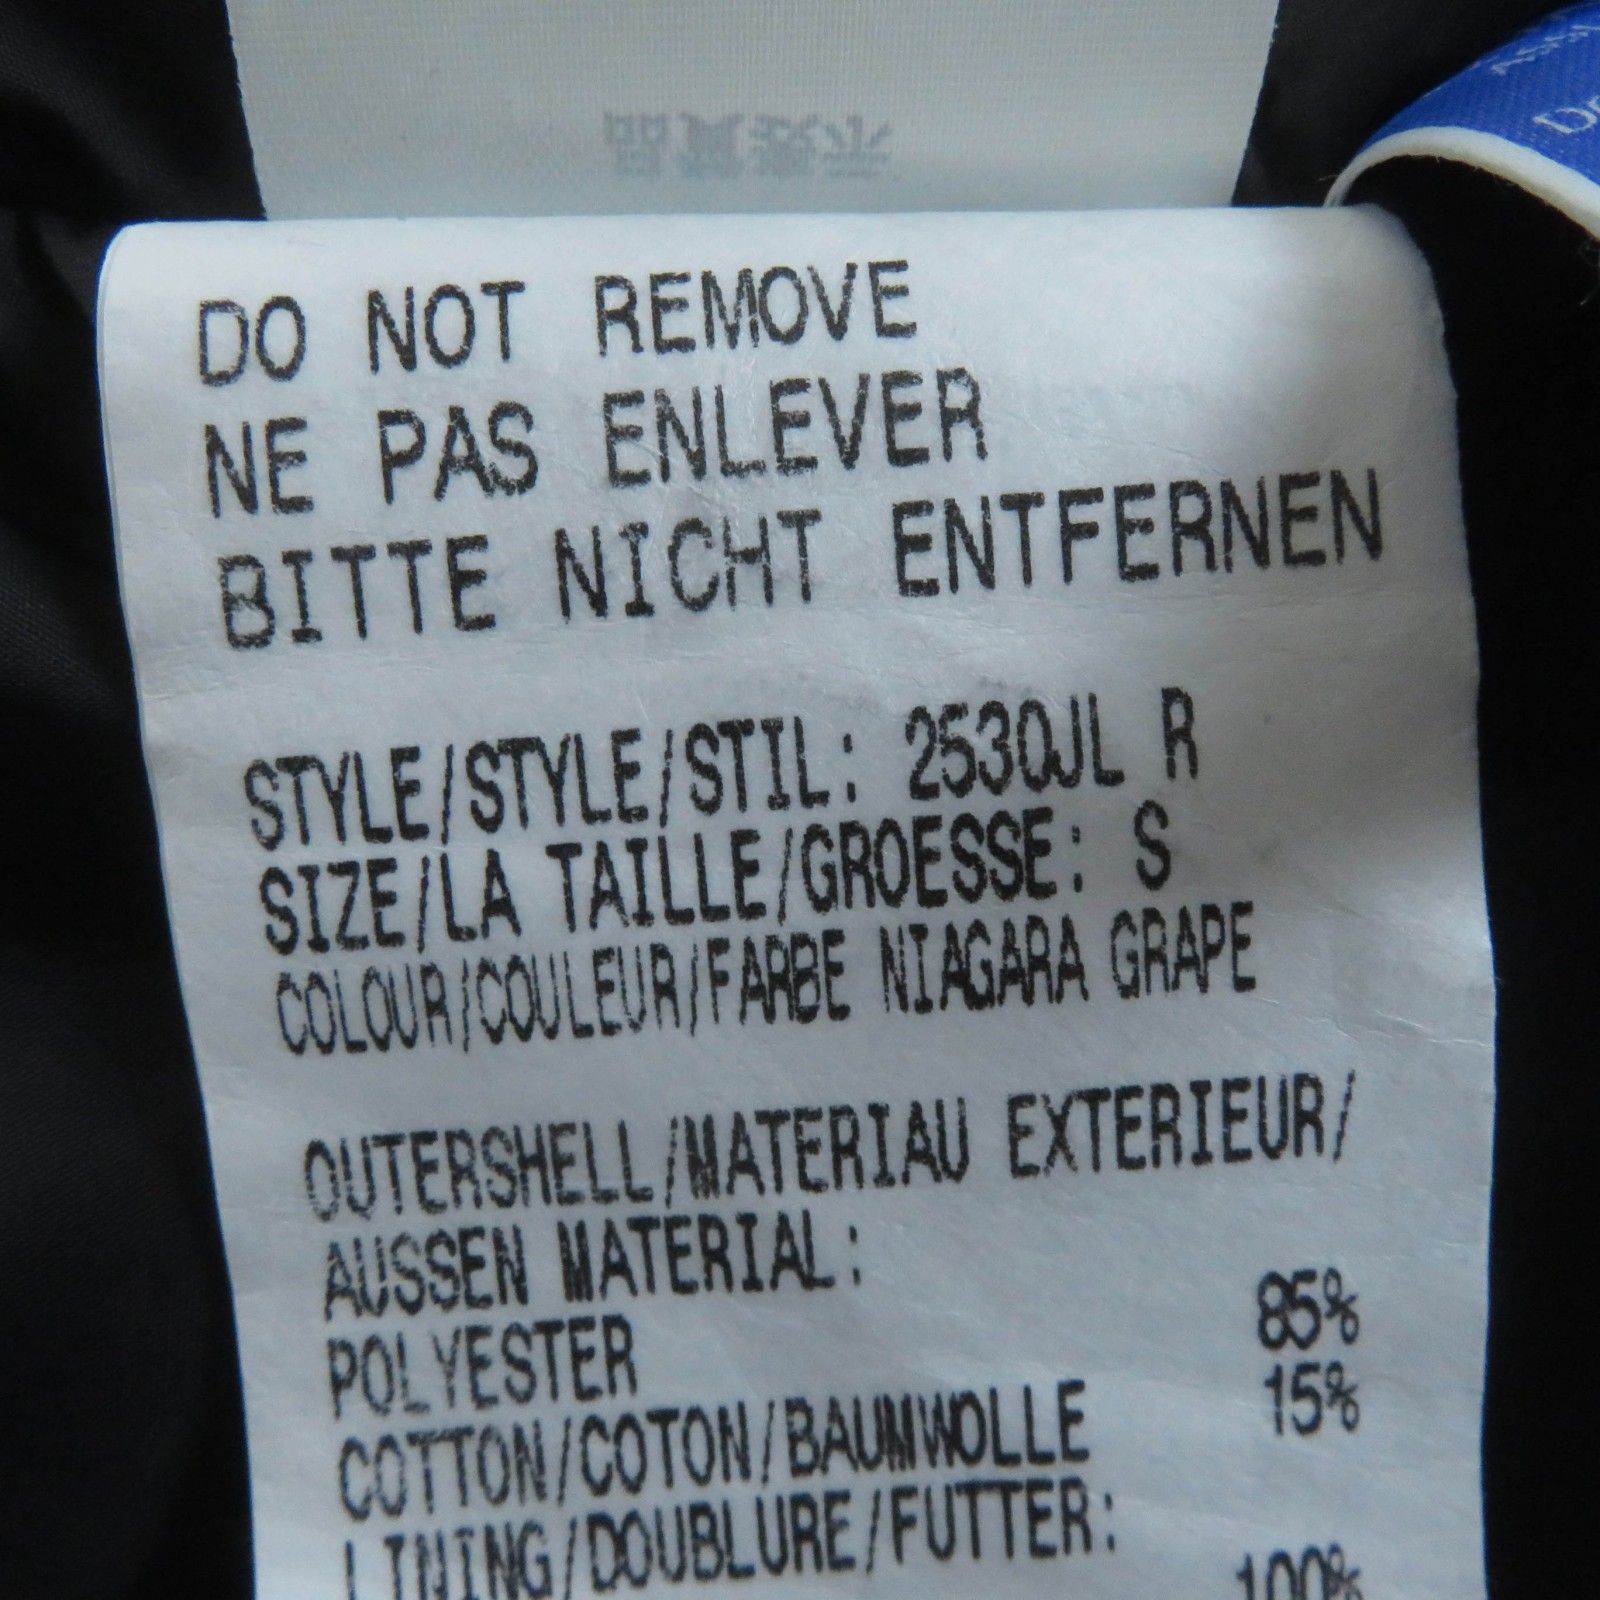 DO NOT REMOVE
NE PAS ENLEVER
BITTE NICHT ENTFERNEN
STYLE/STYLE/STIL: 2530JL R
SIZE/LA TAILLE/GROESSE: S
COLOUR/COULEUR/FARBE NIAGARA GRAPE
OUTERSHELL/MATERIAU EXTERIEUR/
AUSSEN MATERIAL:
POLYESTER 85%
COTTON/COTON/BAUMWOLLE 15%
LINING/DOUBLURE/FUTTER:
100%